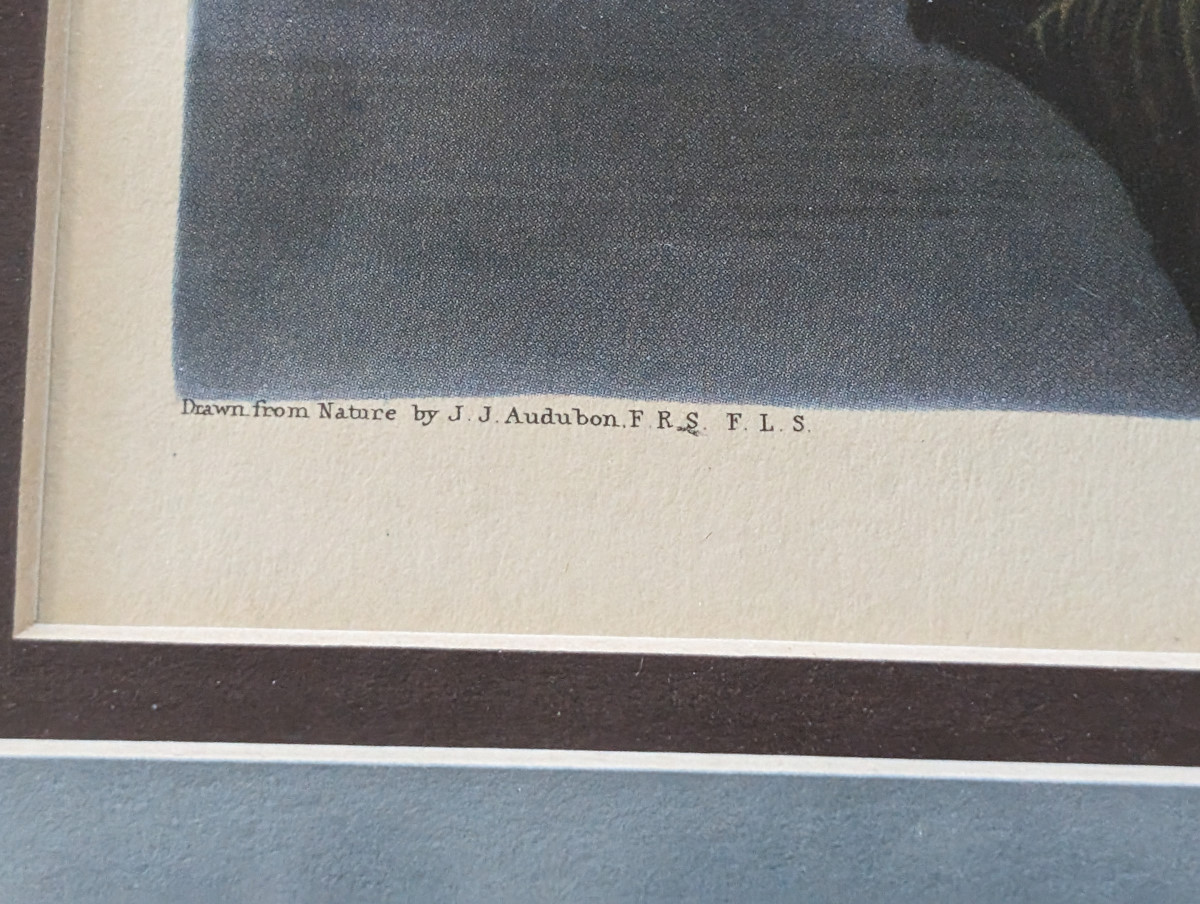 Drawn from Nature by J. J. Audubon. F. R. S. F. L. S.